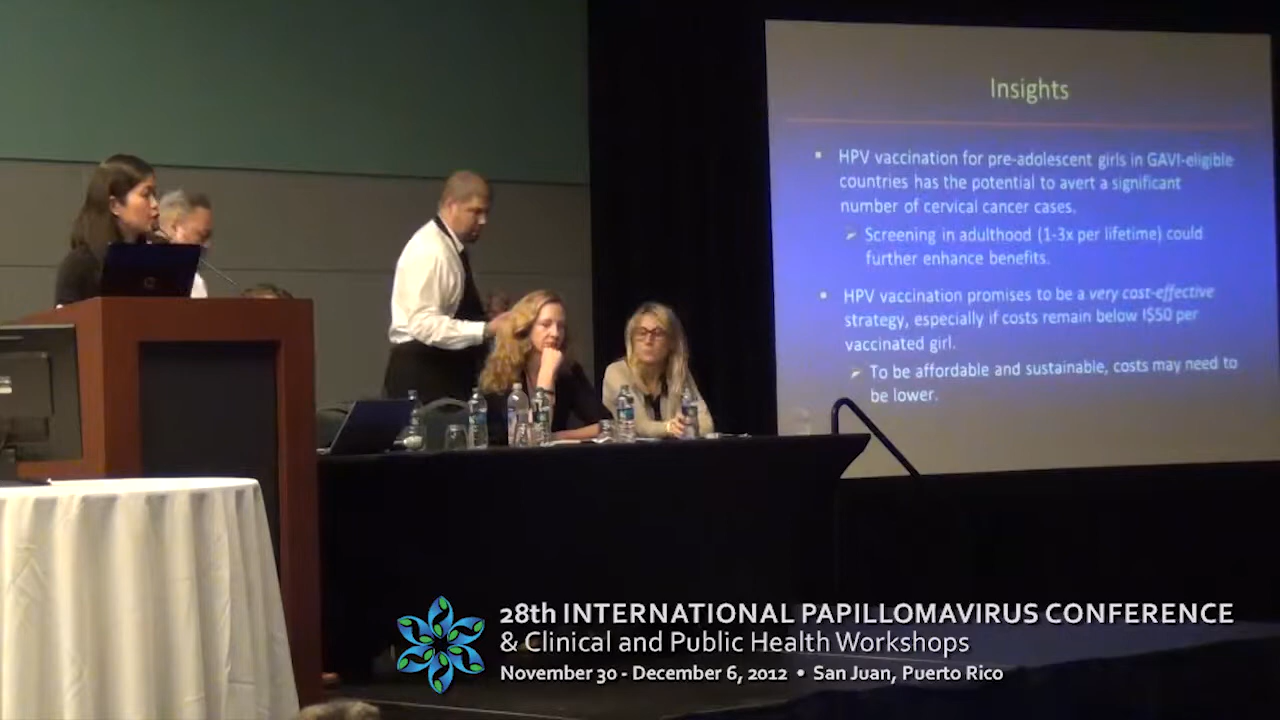 Insights
▪ HPV vaccination for pre-adolescent girls in GAVI-eligible
countries has the potential to avert a significant
number of cervical cancer cases.
➢ Screening in adulthood (1-3x per lifetime) could
further enhance benefits.
• HPV vaccination promises to be a very cost-effective
strategy, especially if costs remain below I$50 per
vaccinated girl.
➢ To be affordable and sustainable, costs may need to
be lower.
28th INTERNATIONAL PAPILLOMAVIRUS CONFERENCE
& Clinical and Public Health Workshops
November 30 - December 6, 2012 • San Juan, Puerto Rico